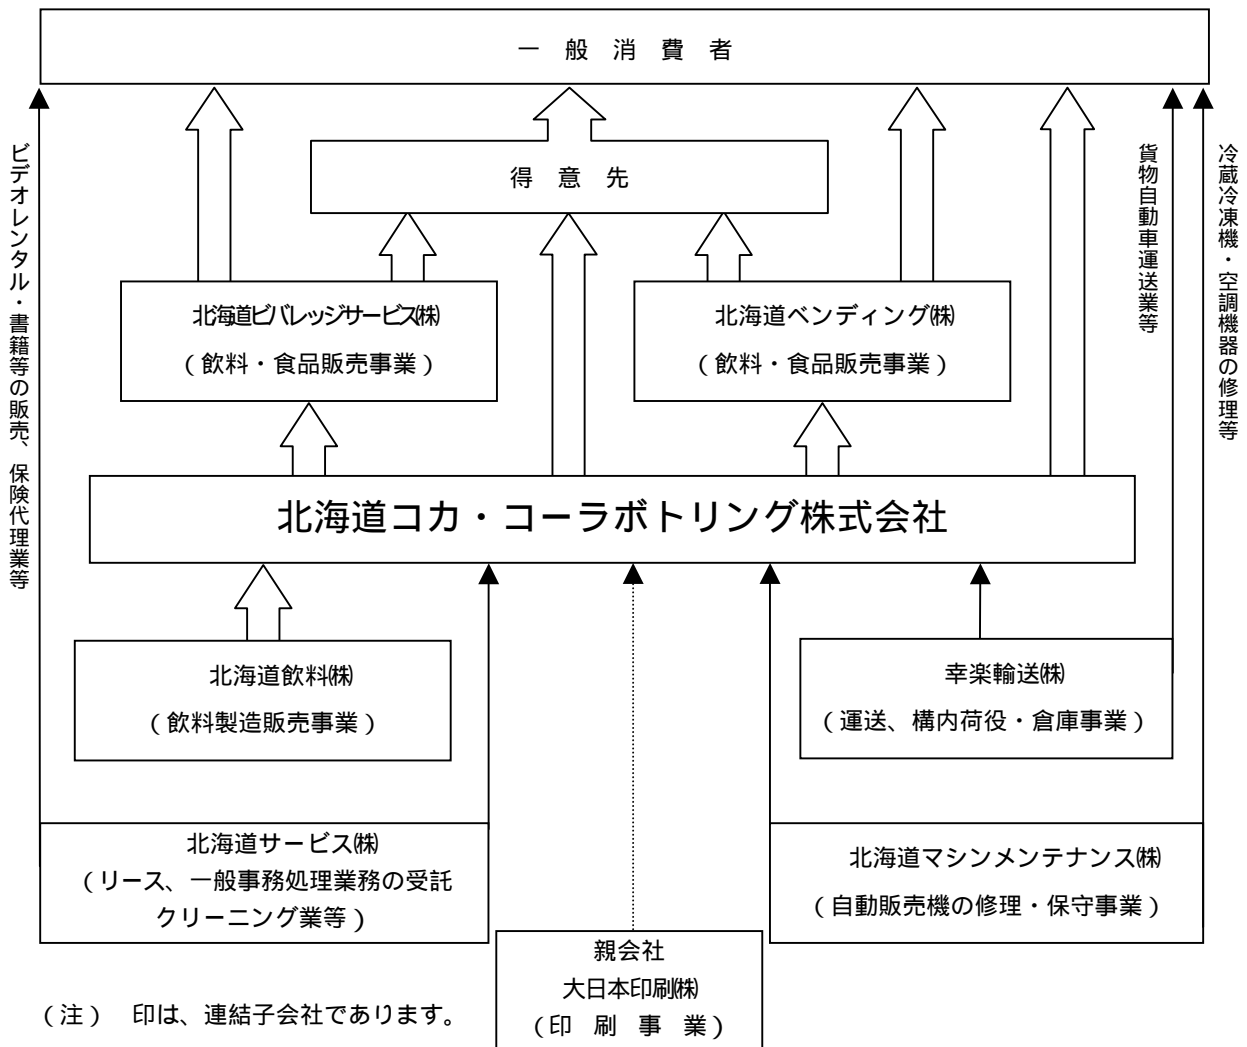 一 般 消 費 者
得 意 先
ビデオレンタル・書籍等の販売、保険代理業等
貨物自動車運送業等
冷蔵冷凍機・空調機器の修理等
北海道ビバレッジサービス㈱
（飲料・食品販売事業）
北海道ベンディング㈱
（飲料・食品販売事業）
北海道コカ・コーラボトリング株式会社
北海道飲料㈱
（飲料製造販売事業）
幸楽輸送㈱
（運送、構内荷役・倉庫事業）
北海道サービス㈱
（リース、一般事務処理業務の受託
クリーニング業等）
北海道マシンメンテナンス㈱
（自動販売機の修理・保守事業）
親会社
大日本印刷㈱
（印 刷 事 業）
（注）　印は、連結子会社であります。